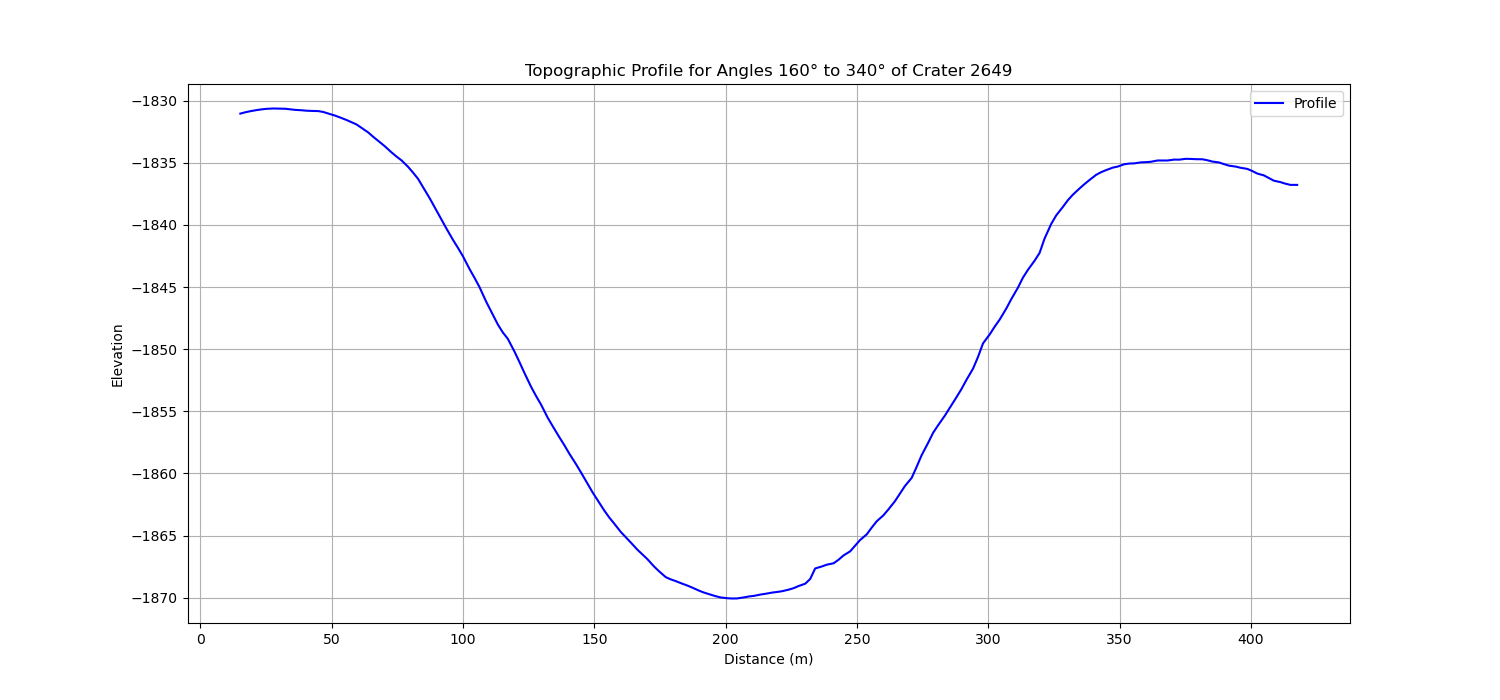 Topographic Profile for Angles 160° to 340° of Crater 2649
Profile
Elevation
−1830
−1835
−1840
−1845
−1850
−1855
−1860
−1865
−1870
0 50 100 150 200 250 300 350 400
Distance (m)